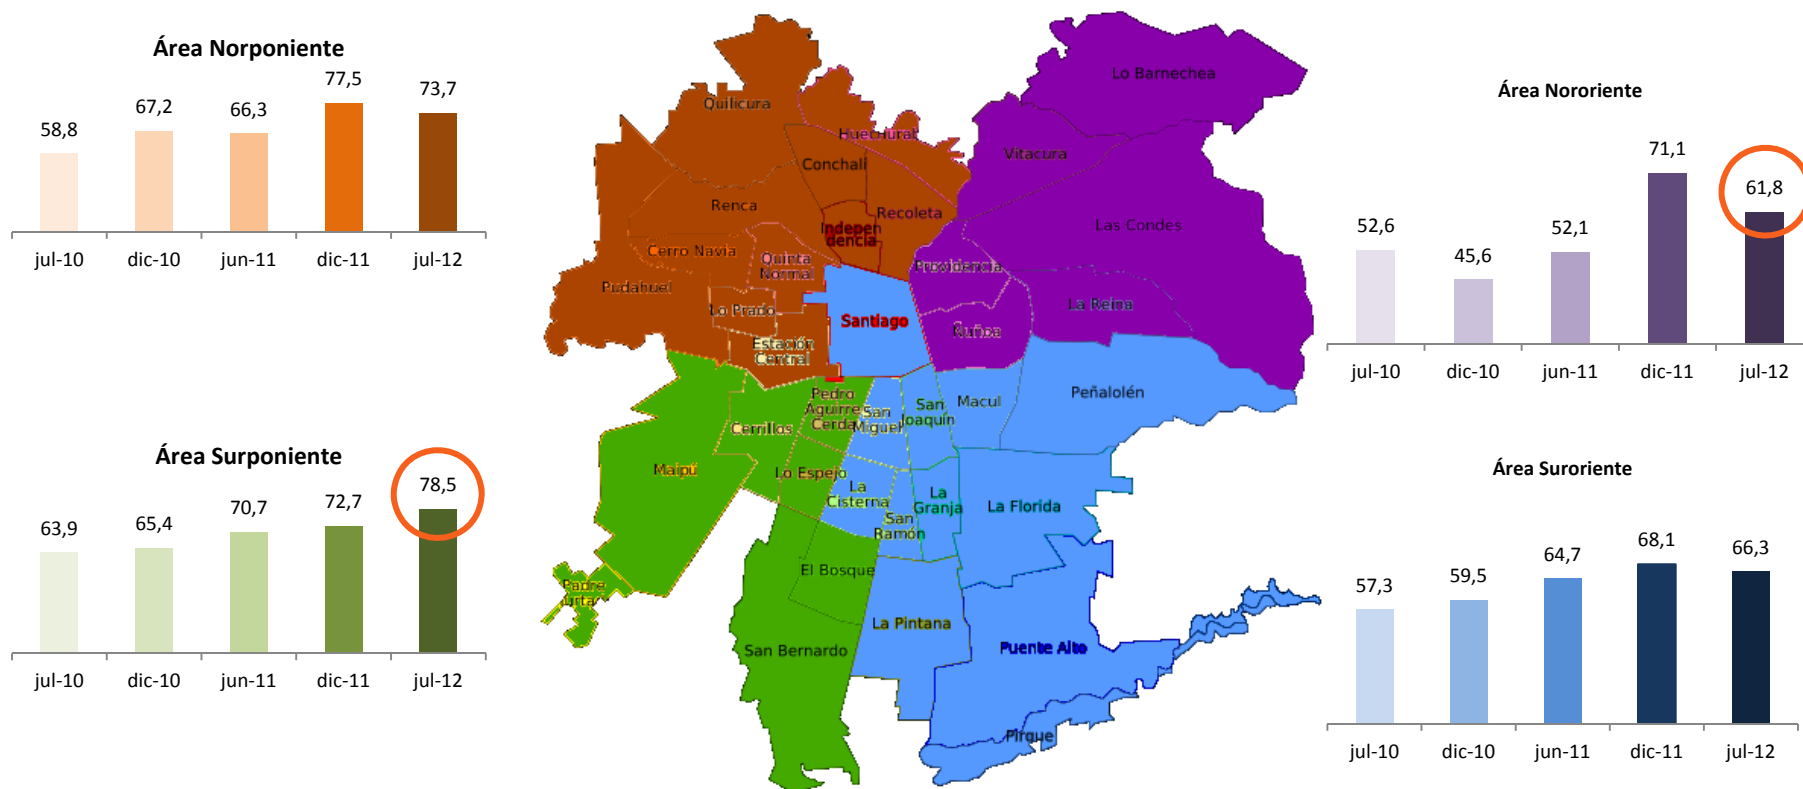 Área Norponiente
58,8
67,2
66,3
77,5
73,7
jul-10
dic-10
jun-11
dic-11
jul-12
Área Surponiente
63,9
65,4
70,7
72,7
78,5
jul-10
dic-10
jun-11
dic-11
jul-12
Lo Barnechea
Quilicura
Huechurab
Vitacura
Conchalí
Renca
Recoleta
Indepen
dencia
Las Condes
Cerro Navia
Quinta
Normal
Providencia
Pudahuel
Lo Prado
La Reina
Santiago
Ñuñoa
Estación
Central
Pedro
Aguirre
Cerda
San
Miguel
San
Joaquín
Macul
Peñalolén
Cerrillos
Maipú
Lo Espejo
La
Cisterna
La
Granja
La Florida
San
Ramón
El Bosque
Padre
urta
La Pintana
San Bernardo
Puente Alto
Pirque
Área Nororiente
52,6
45,6
52,1
71,1
61,8
jul-10
dic-10
jun-11
dic-11
jul-12
Área Suroriente
57,3
59,5
64,7
68,1
66,3
jul-10
dic-10
jun-11
dic-11
jul-12